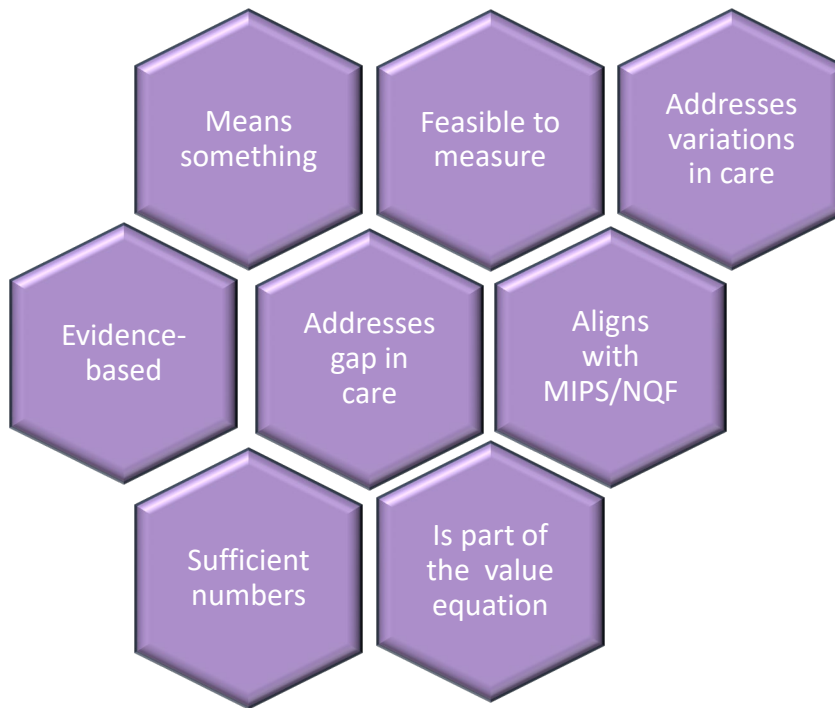 Means
something
Feasible to
measure
Addresses
variations
in care
Evidence-
based
Addresses
gap in
care
Aligns
with
MIPS/NQF
Sufficient
numbers
Is part of
the  value
equation